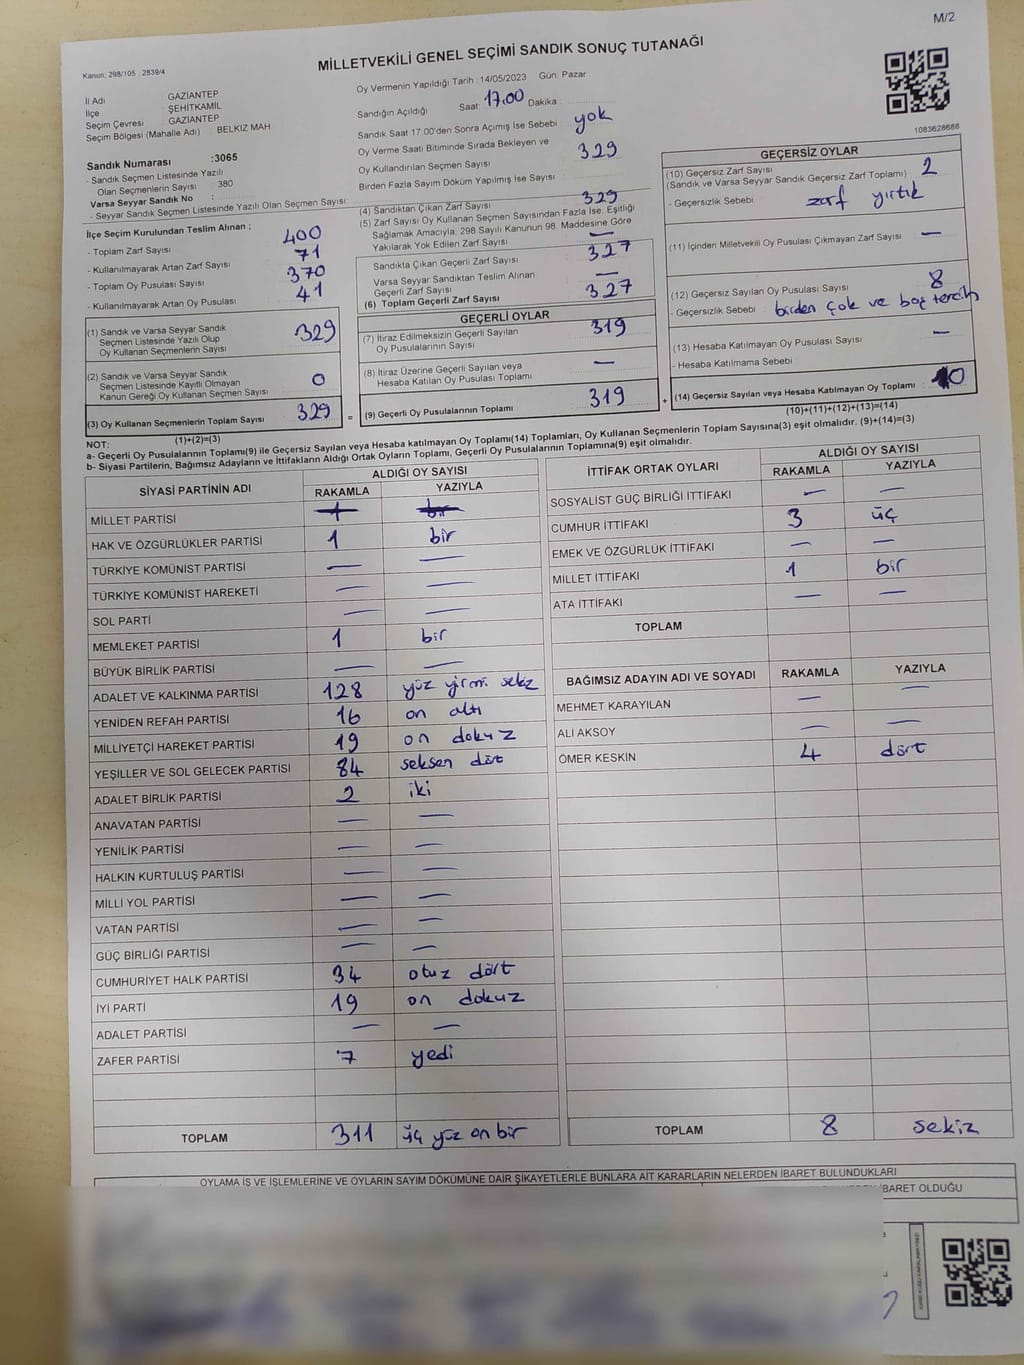 M/2
MİLLETVEKİLİ GENEL SEÇİMİ SANDIK SONUÇ TUTANAĞI
Kanun: 298/105 , 2839/4
İl Adı : GAZİANTEP
İlçe : ŞEHİTKAMİL
Seçim Çevresi : GAZİANTEP
Seçim Bölgesi (Mahalle Adı) : BELKIZ MAH
Sandık Numarası :3065
- Sandık Seçmen Listesinde Yazılı
Olan Seçmenlerin Sayısı : 380
Varsa Seyyar Sandık No :
- Seyyar Sandık Seçmen Listesinde Yazılı Olan Seçmen Sayısı:
Oy Vermenin Yapıldığı Tarih :14/05/2023 Gün: Pazar
Sandığın Açıldığı Saat: 17.00 Dakika :
Sandık Saat 17:00'den Sonra Açımış İse Sebebi yok
Oy Verme Saati Bitiminde Sırada Bekleyen ve
Oy Kullandırılan Seçmen Sayısı 329
Birden Fazla Sayım Döküm Yapılmış İse Sayısı :
1083628666
İlçe Seçim Kurulundan Teslim Alınan ;
- Toplam Zarf Sayısı 400
- Kullanılmayarak Artan Zarf Sayısı 71
- Toplam Oy Pusulası Sayısı 370
- Kullanılmayarak Artan Oy Pusulası 41
(1) Sandık ve Varsa Seyyar Sandık
Seçmen Listesinde Yazılı Olup
Oy Kullanan Seçmenlerin Sayısı 329
(2) Sandık ve Varsa Seyyar Sandık
Seçmen Listesinde Kayıtlı Olmayan
Kanun Gereği Oy Kullanan Seçmen Sayısı 0
(3) Oy Kullanan Seçmenlerin Toplam Sayısı 329
(1)+(2)=(3)
(4) Sandıktan Çıkan Zarf Sayısı 329
(5) Zarf Sayısı Oy Kullanan Seçmen Sayısından Fazla İse, Eşitliği
Sağlamak Amacıyla, 298 Sayılı Kanunun 98. Maddesine Göre
Yakılarak Yok Edilen Zarf Sayısı —
Sandıkta Çıkan Geçerli Zarf Sayısı 327
Varsa Seyyar Sandıktan Teslim Alınan
Geçerli Zarf Sayısı —
(6) Toplam Geçerli Zarf Sayısı 327
GEÇERLİ OYLAR
(7) İtiraz Edilmeksizin Geçerli Sayılan
Oy Pusulalarının Sayısı 319
(8) İtiraz Üzerine Geçerli Sayılan veya
Hesaba Katılan Oy Pusulası Toplamı —
= (9) Geçerli Oy Pusulalarının Toplamı 319 +
GEÇERSİZ OYLAR
(10) Geçersiz Zarf Sayısı 2
(Sandık ve Varsa Seyyar Sandık Geçersiz Zarf Toplamı)
- Geçersizlik Sebebi : zarf yırtık
(11) İçinden Milletvekili Oy Pusulası Çıkmayan Zarf Sayısı —
(12) Geçersiz Sayılan Oy Pusulası Sayısı 8
- Geçersizlik Sebebi : birden çok ve boş tercih
(13) Hesaba Katılmayan Oy Pusulası Sayısı —
- Hesaba Katılmama Sebebi
(14) Geçersiz Sayılan veya Hesaba Katılmayan Oy Toplamı 10
(10)+(11)+(12)+(13)=(14)
NOT:
a- Geçerli Oy Pusulalarının Toplamı(9) ile Geçersiz Sayılan veya Hesaba katılmayan Oy Toplamı(14) Toplamları, Oy Kullanan Seçmenlerin Toplam Sayısına(3) eşit olmalıdır. (9)+(14)=(3)
b- Siyasi Partilerin, Bağımsız Adayların ve İttifakların Aldığı Ortak Oyların Toplamı, Geçerli Oy Pusulalarının Toplamına(9) eşit olmalıdır.
SİYASİ PARTİNİN ADI ALDIĞI OY SAYISI
RAKAMLA YAZIYLA
MİLLET PARTİSİ 1 bir
HAK VE ÖZGÜRLÜKLER PARTİSİ 1 bir
TÜRKİYE KOMÜNİST PARTİSİ — —
TÜRKİYE KOMÜNİST HAREKETİ — —
SOL PARTİ — —
MEMLEKET PARTİSİ 1 bir
BÜYÜK BİRLİK PARTİSİ — —
ADALET VE KALKINMA PARTİSİ 128 yüz yirmi sekiz
YENİDEN REFAH PARTİSİ 16 on altı
MİLLİYETÇİ HAREKET PARTİSİ 19 on dokuz
YEŞİLLER VE SOL GELECEK PARTİSİ 84 seksen dört
ADALET BİRLİK PARTİSİ 2 iki
ANAVATAN PARTİSİ — —
YENİLİK PARTİSİ — —
HALKIN KURTULUŞ PARTİSİ — —
MİLLİ YOL PARTİSİ — —
VATAN PARTİSİ — —
GÜÇ BİRLİĞİ PARTİSİ — —
CUMHURİYET HALK PARTİSİ 34 otuz dört
İYİ PARTİ 19 on dokuz
ADALET PARTİSİ — —
ZAFER PARTİSİ 7 yedi
TOPLAM 311 üç yüz on bir
İTTİFAK ORTAK OYLARI ALDIĞI OY SAYISI
RAKAMLA YAZIYLA
SOSYALİST GÜÇ BİRLİĞİ İTTİFAKI — —
CUMHUR İTTİFAKI 3 üç
EMEK VE ÖZGÜRLÜK İTTİFAKI — —
MİLLET İTTİFAKI 1 bir
ATA İTTİFAKI — —
TOPLAM
BAĞIMSIZ ADAYIN ADI VE SOYADI RAKAMLA YAZIYLA
MEHMET KARAYILAN — —
ALİ AKSOY — —
ÖMER KESKİN 4 dört
TOPLAM 8 sekiz
OYLAMA İŞ VE İŞLEMLERİNE VE OYLARIN SAYIM DÖKÜMÜNE DAİR ŞİKAYETLERLE BUNLARA AİT KARARLARIN NELERDEN İBARET BULUNDUKLARI
İBARET OLDUĞU